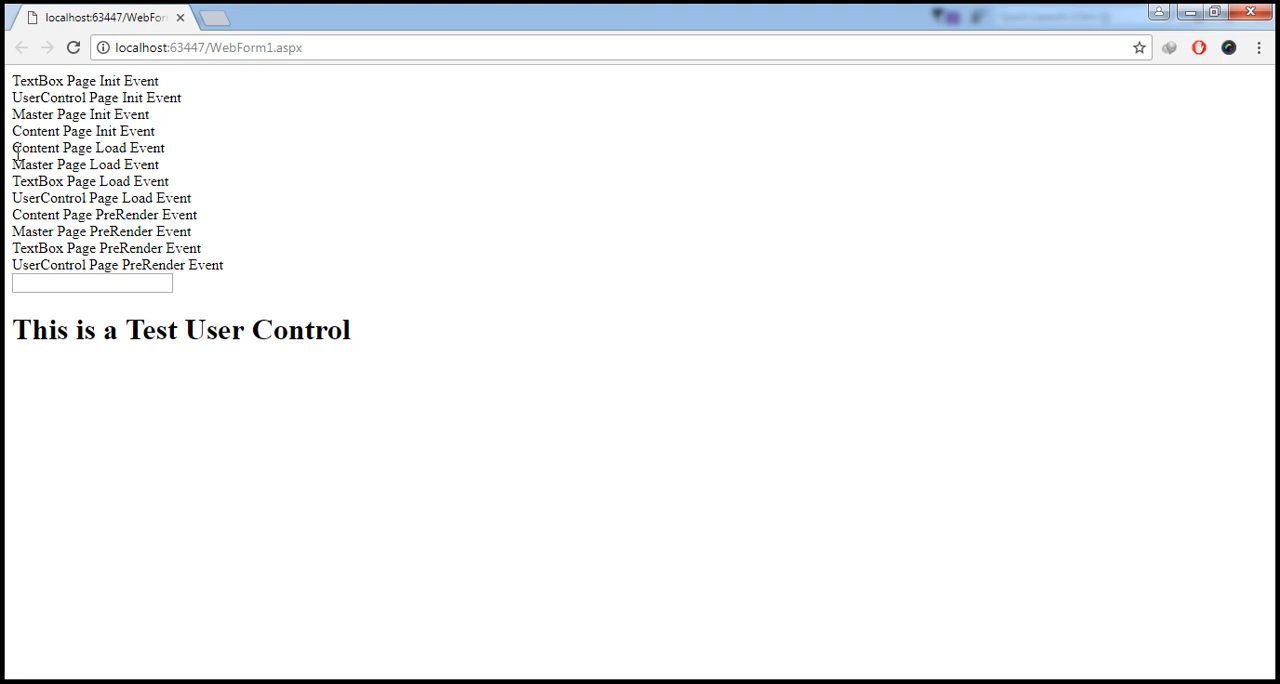 localhost:63447/WebFor
localhost:63447/WebForm1.aspx
TextBox Page Init Event
UserControl Page Init Event
Master Page Init Event
Content Page Init Event
Content Page Load Event
Master Page Load Event
TextBox Page Load Event
UserControl Page Load Event
Content Page PreRender Event
Master Page PreRender Event
TextBox Page PreRender Event
UserControl Page PreRender Event
This is a Test User Control